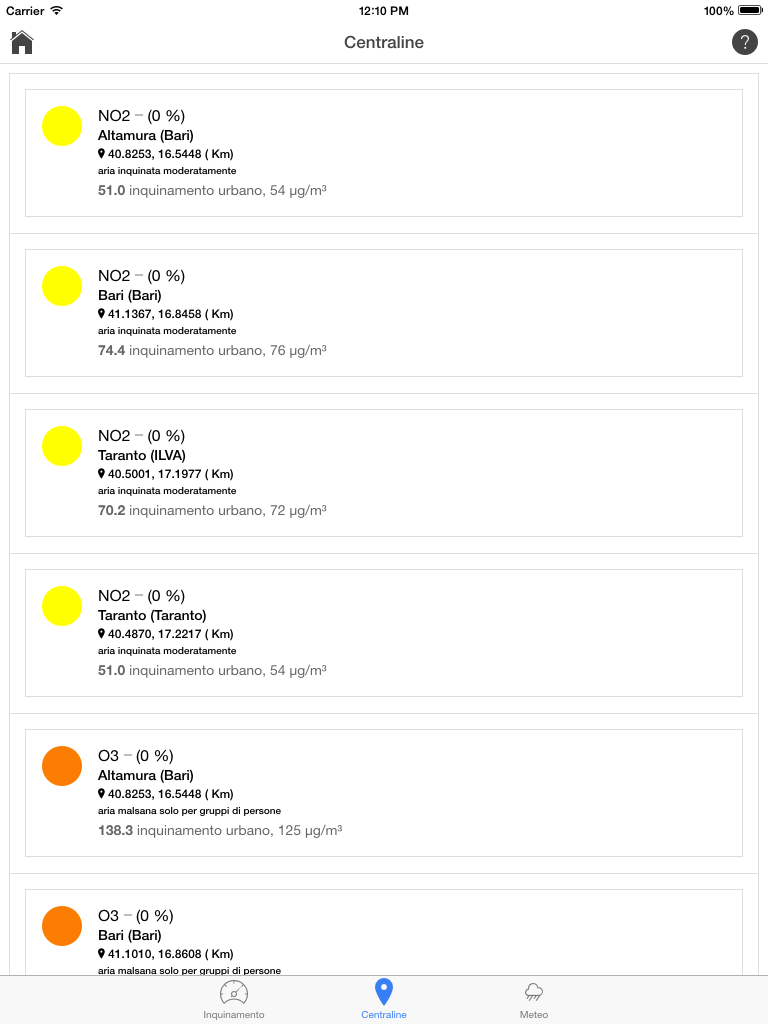 Carrier 12:10 PM 100%
Centraline ?
NO2 – (0 %)
Altamura (Bari)
40.8253, 16.5448 ( Km)
aria inquinata moderatamente
51.0 inquinamento urbano, 54 µg/m³
NO2 – (0 %)
Bari (Bari)
41.1367, 16.8458 ( Km)
aria inquinata moderatamente
74.4 inquinamento urbano, 76 µg/m³
NO2 – (0 %)
Taranto (ILVA)
40.5001, 17.1977 ( Km)
aria inquinata moderatamente
70.2 inquinamento urbano, 72 µg/m³
NO2 – (0 %)
Taranto (Taranto)
40.4870, 17.2217 ( Km)
aria inquinata moderatamente
51.0 inquinamento urbano, 54 µg/m³
O3 – (0 %)
Altamura (Bari)
40.8253, 16.5448 ( Km)
aria malsana solo per gruppi di persone
138.3 inquinamento urbano, 125 µg/m³
O3 – (0 %)
Bari (Bari)
41.1010, 16.8608 ( Km)
aria malsana solo per gruppi di persone
Inquinamento Centraline Meteo